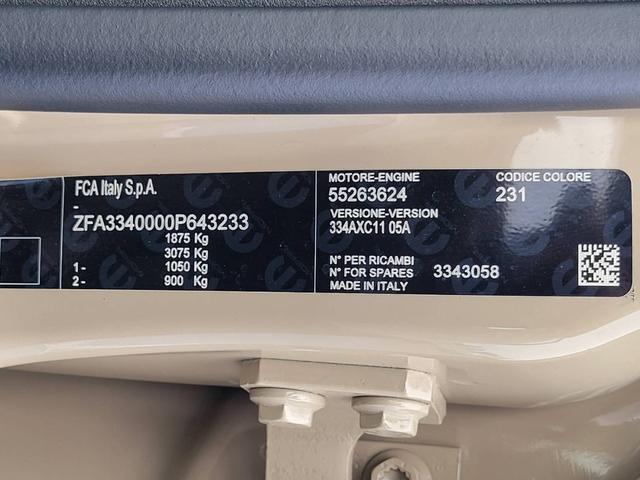 FCA Italy S.p.A.
-
ZFA3340000P643233
1875 Kg
3075 Kg
1- 1050 Kg
2- 900 Kg
MOTORE-ENGINE
55263624
VERSIONE-VERSION
334AXC11 05A
N° PER RICAMBI
N° FOR SPARES 3343058
MADE IN ITALY
CODICE COLORE
231